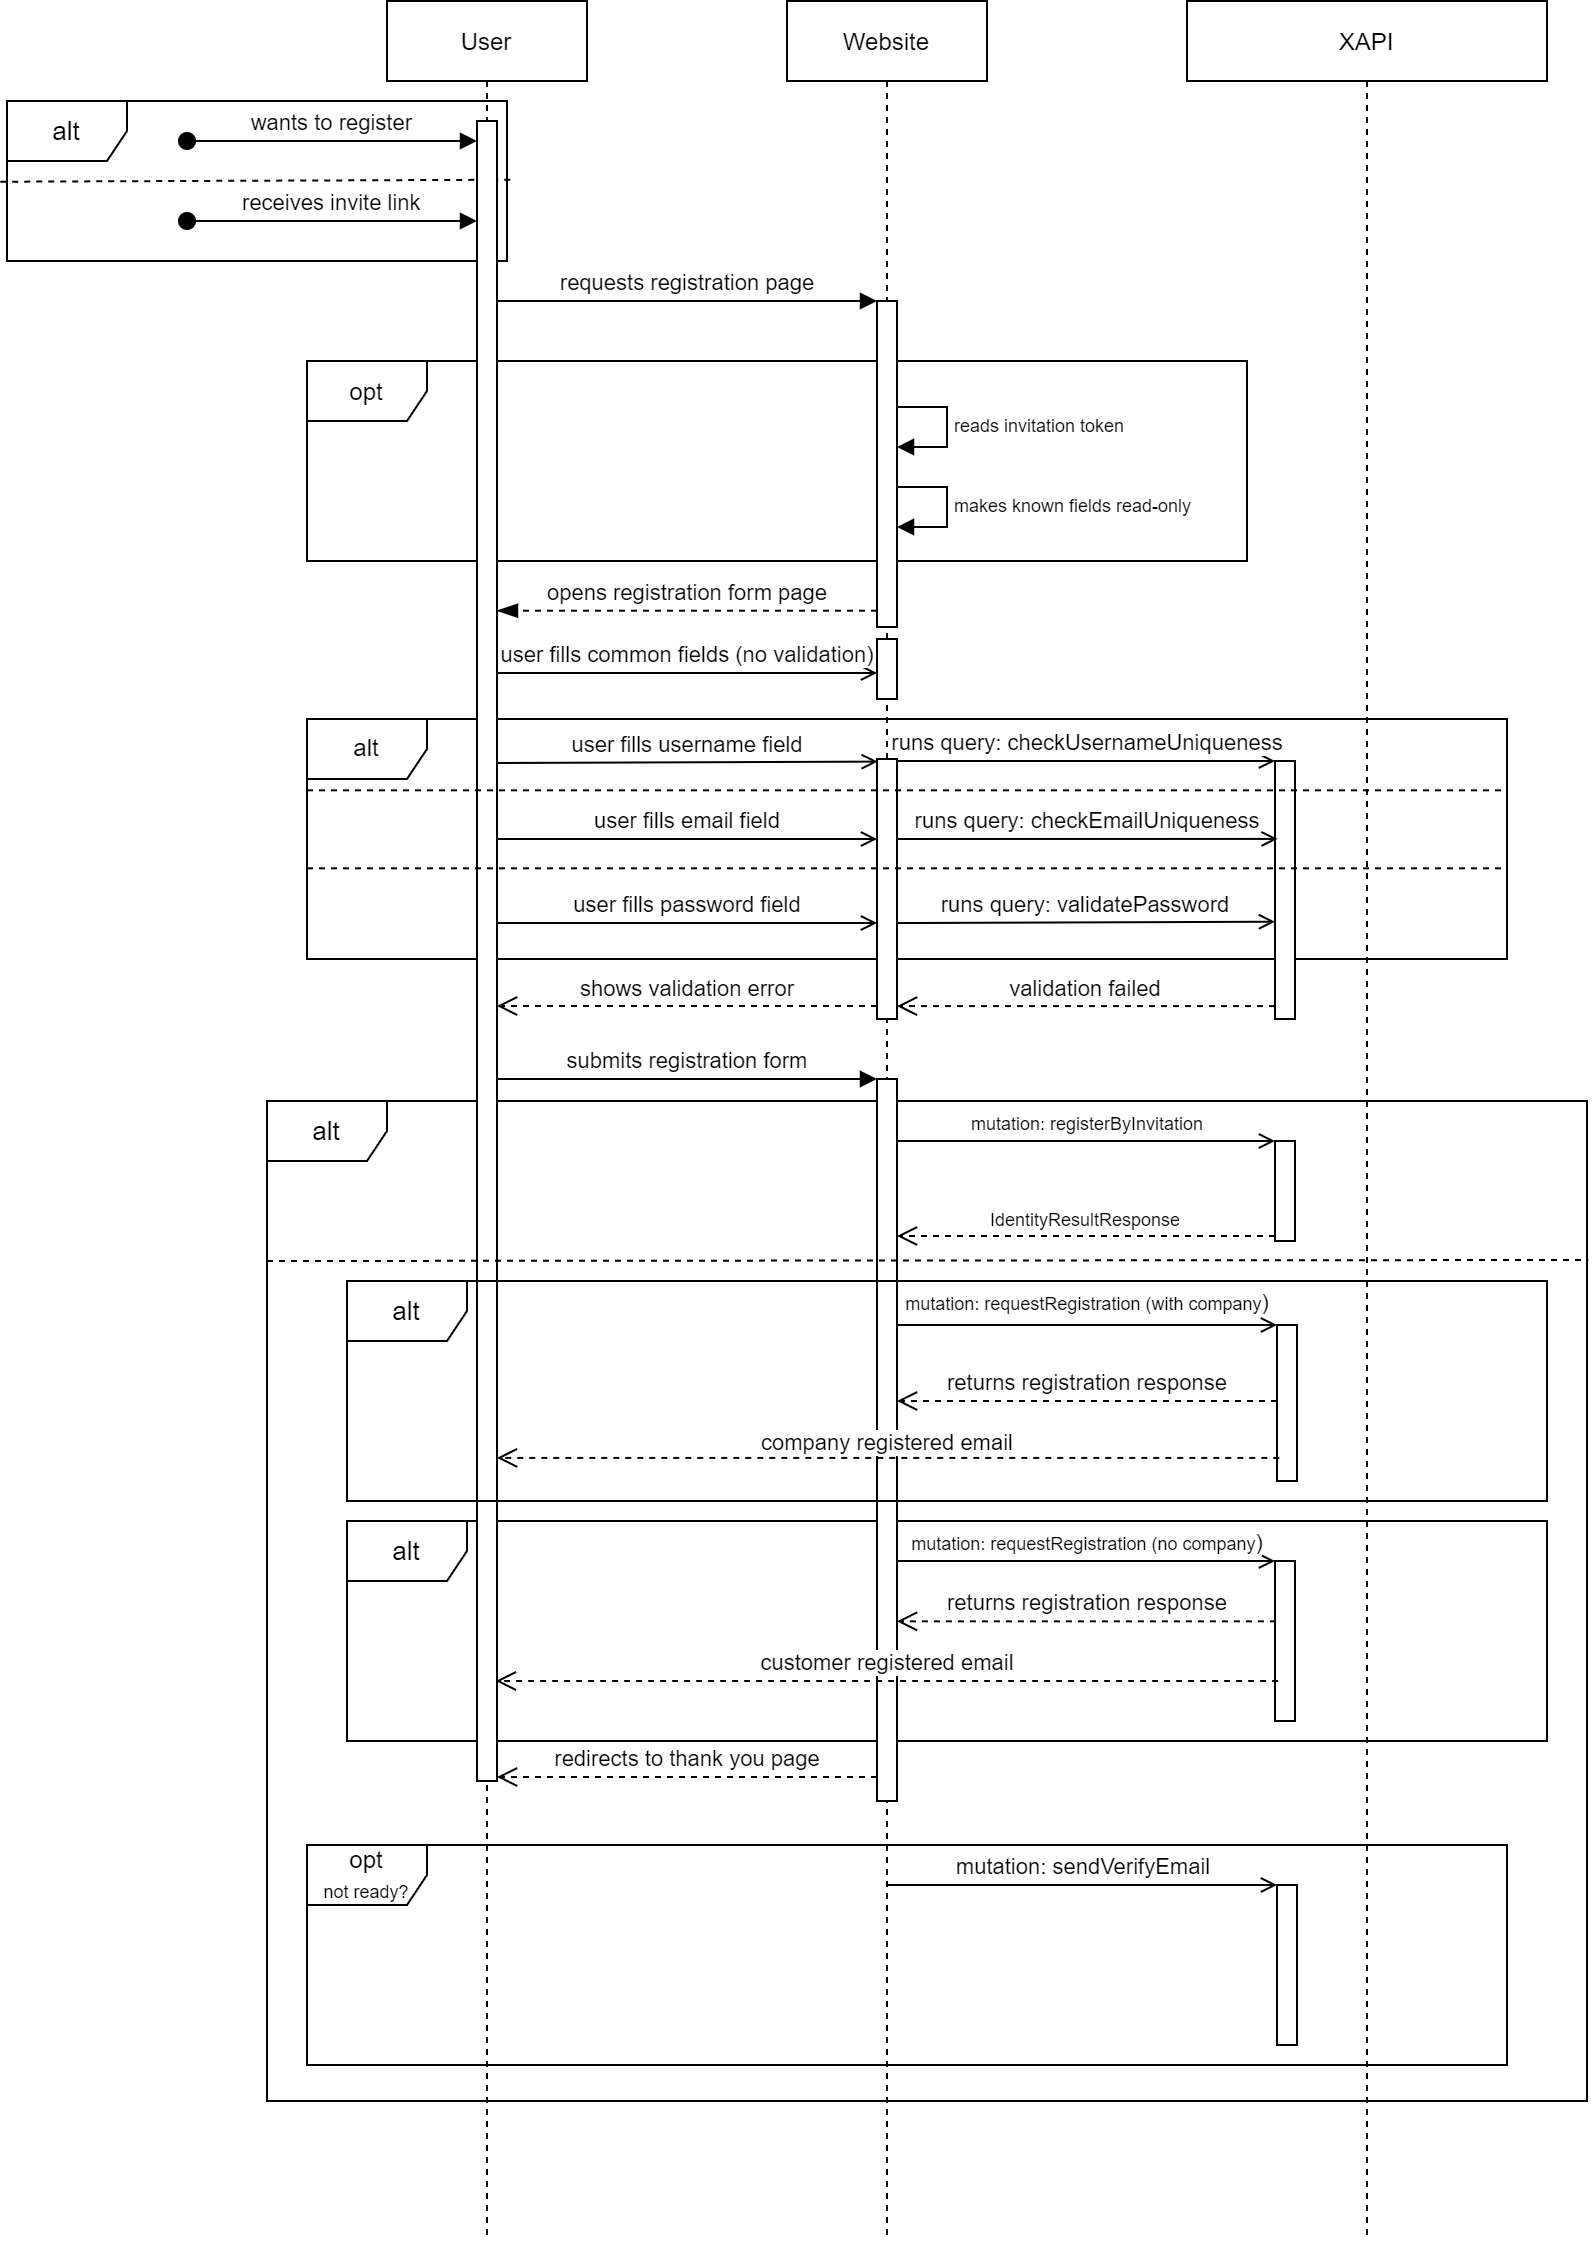 User
Website
XAPI
alt
wants to register
receives invite link
requests registration page
opt
reads invitation token
makes known fields read-only
opens registration form page
user fills common fields (no validation)
alt
user fills username field
runs query: checkUsernameUniqueness
user fills email field
runs query: checkEmailUniqueness
user fills password field
runs query: validatePassword
shows validation error
validation failed
submits registration form
alt
mutation: registerByInvitation
IdentityResultResponse
alt
mutation: requestRegistration (with company)
returns registration response
company registered email
alt
mutation: requestRegistration (no company)
returns registration response
customer registered email
redirects to thank you page
opt
not ready?
mutation: sendVerifyEmail